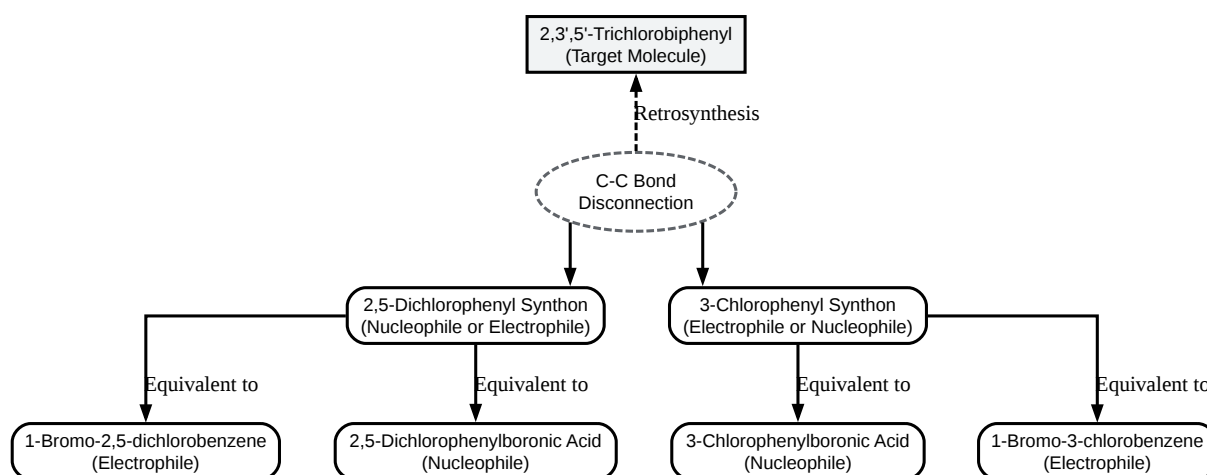 2,3',5'-Trichlorobiphenyl
(Target Molecule)
Retrosynthesis
C-C Bond
Disconnection
2,5-Dichlorophenyl Synthon
(Nucleophile or Electrophile)
3-Chlorophenyl Synthon
(Electrophile or Nucleophile)
Equivalent to
Equivalent to
Equivalent to
Equivalent to
1-Bromo-2,5-dichlorobenzene
(Electrophile)
2,5-Dichlorophenylboronic Acid
(Nucleophile)
3-Chlorophenylboronic Acid
(Nucleophile)
1-Bromo-3-chlorobenzene
(Electrophile)